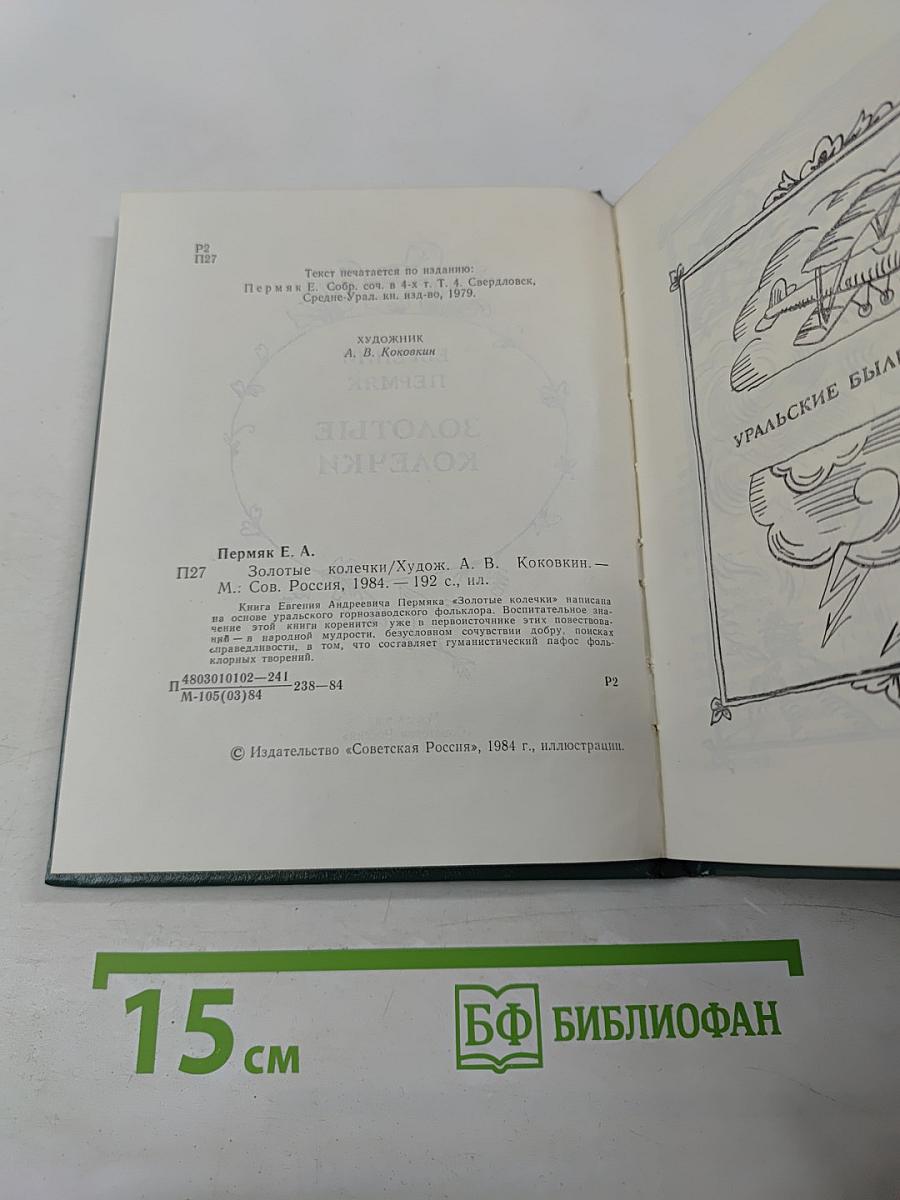 Р2
П27
Текст печатается по изданию:
Пермяк Е. Собр. соч. в 4-х т. Т. 4. Свердловск,
Средне-Урал. кн. изд-во, 1979.
ХУДОЖНИК
А. В. Коковкин
ПЕРМЯК
ЗОЛОТЫЕ
КОЛЕЧКИ
Пермяк Е. А.
П27 Золотые колечки/Худож. А. В. Коковкин. —
М.: Сов. Россия, 1984. — 192 с., ил.
Книга Евгения Андреевича Пермяка «Золотые колечки» написана
на основе уральского горнозаводского фольклора. Воспитательное зна-
чение этой книги коренится уже в первоисточнике этих повествова-
ний — в народной мудрости, безусловном сочувствии добру, поисках
справедливости, в том, что составляет гуманистический пафос фоль-
клорных творений.
П 4803010102—241
М-105(03)84 238—84 Р2
© Издательство «Советская Россия», 1984 г., иллюстрации.
УРАЛЬСКИЕ
15 см
БФ БИБЛИОФАН